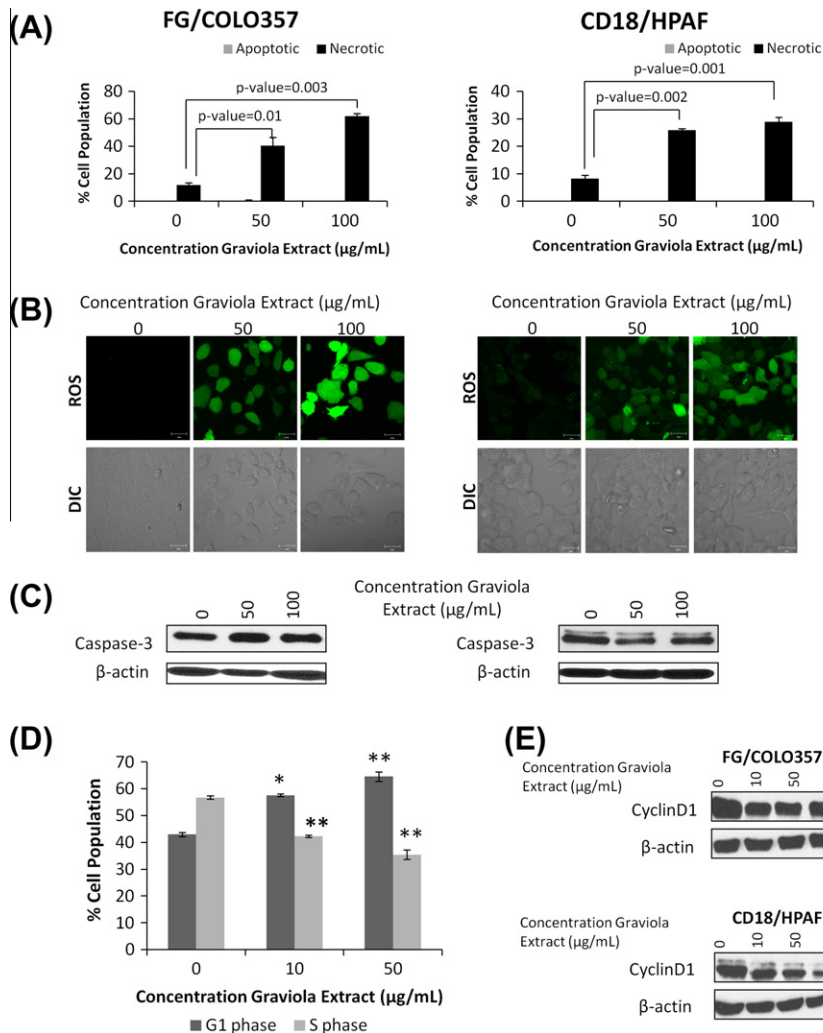 (A)
FG/COLO357
CD18/HPAF
Apoptotic Necrotic
Apoptotic Necrotic
% Cell Population
80
60
40
20
0
p-value=0.003
p-value=0.01
0 50 100
Concentration Graviola Extract (µg/mL)
% Cell Population
40
30
20
10
0
p-value=0.001
p-value=0.002
0 50 100
Concentration Graviola Extract (µg/mL)
(B)
Concentration Graviola Extract (µg/mL)
0 50 100
ROS
DIC
Concentration Graviola Extract (µg/mL)
0 50 100
ROS
DIC
(C)
Concentration Graviola
Extract (µg/mL)
0 50 100
Caspase-3
β-actin
0 50 100
Caspase-3
β-actin
(D)
% Cell Population
70
60
50
40
30
20
10
0
*
**
**
**
0 10 50
Concentration Graviola Extract (µg/mL)
G1 phase S phase
(E)
FG/COLO357
Concentration Graviola
Extract (µg/mL)
0 10 50
CyclinD1
β-actin
CD18/HPAF
Concentration Graviola
Extract (µg/mL)
0 10 50
CyclinD1
β-actin